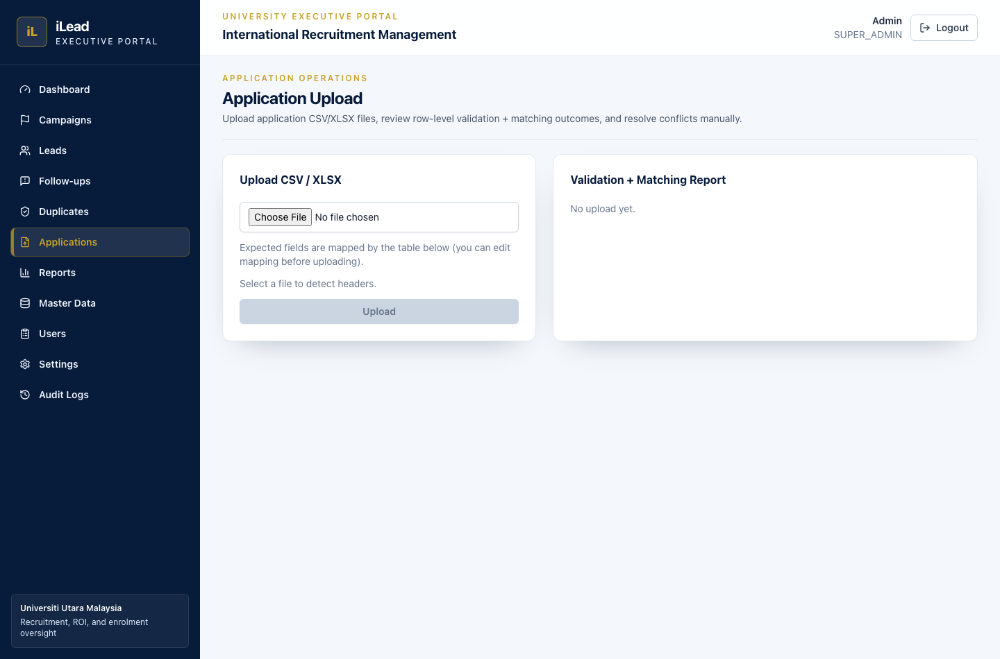 iL
iLead
EXECUTIVE PORTAL
Dashboard
Campaigns
Leads
Follow-ups
Duplicates
Applications
Reports
Master Data
Users
Settings
Audit Logs
Universiti Utara Malaysia
Recruitment, ROI, and enrolment
oversight
UNIVERSITY EXECUTIVE PORTAL
International Recruitment Management
Admin
SUPER_ADMIN
Logout
APPLICATION OPERATIONS
Application Upload
Upload application CSV/XLSX files, review row-level validation + matching outcomes, and resolve conflicts manually.
Upload CSV / XLSX
Choose File No file chosen
Expected fields are mapped by the table below (you can edit
mapping before uploading).
Select a file to detect headers.
Upload
Validation + Matching Report
No upload yet.